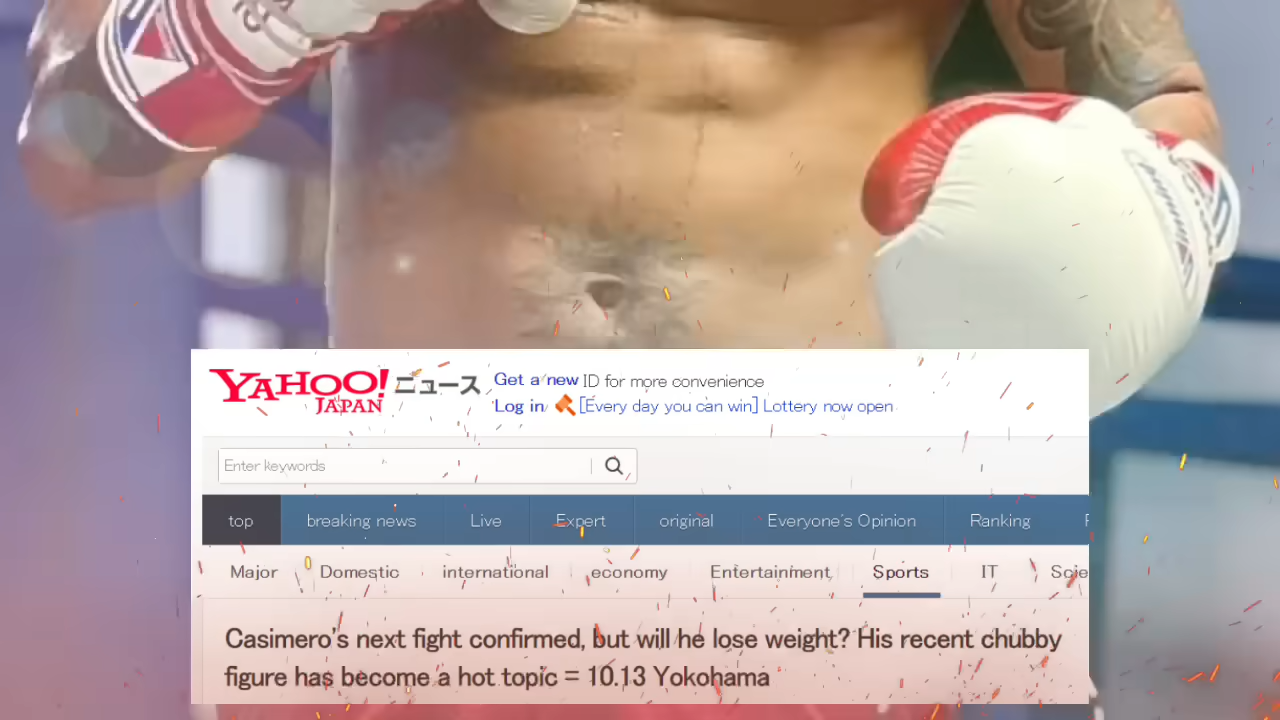 YAHOO! ニュース
JAPAN
Get a new ID for more convenience
Log in [Every day you can win] Lottery now open
Enter keywords
top breaking news Live Expert original Everyone's Opinion Ranking
Major Domestic international economy Entertainment Sports IT Scie
Casimero's next fight confirmed, but will he lose weight? His recent chubby
figure has become a hot topic = 10.13 Yokohama
Winning